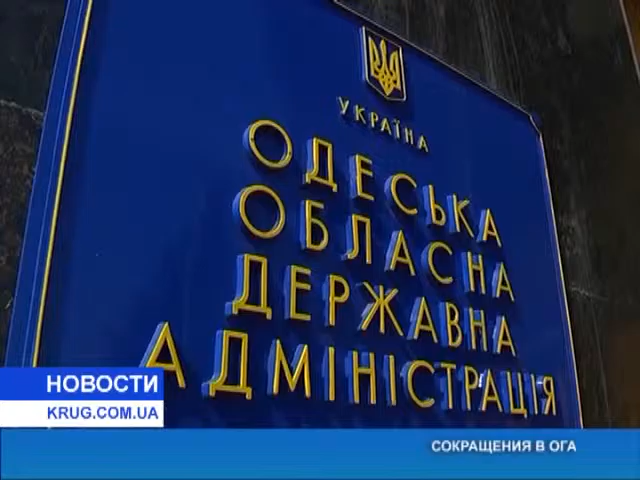 УКРАЇНА
ОДЕСЬКА
ОБЛАСНА
ДЕРЖАВНА
АДМІНІСТРАЦІЯ
НОВОСТИ
KRUG.COM.UA
СОКРАЩЕНИЯ В ОГА